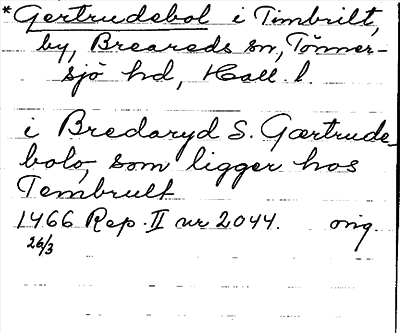 *Gertrudebol i Timbrilt,
by, Breareds sn, Tönner-
sjö hd, Hall. l.
i Bredaryd S. Gærtrude-
bolo, som ligger hos
Tembrult
1466 Rep. II nr 2044. orig.
26/3